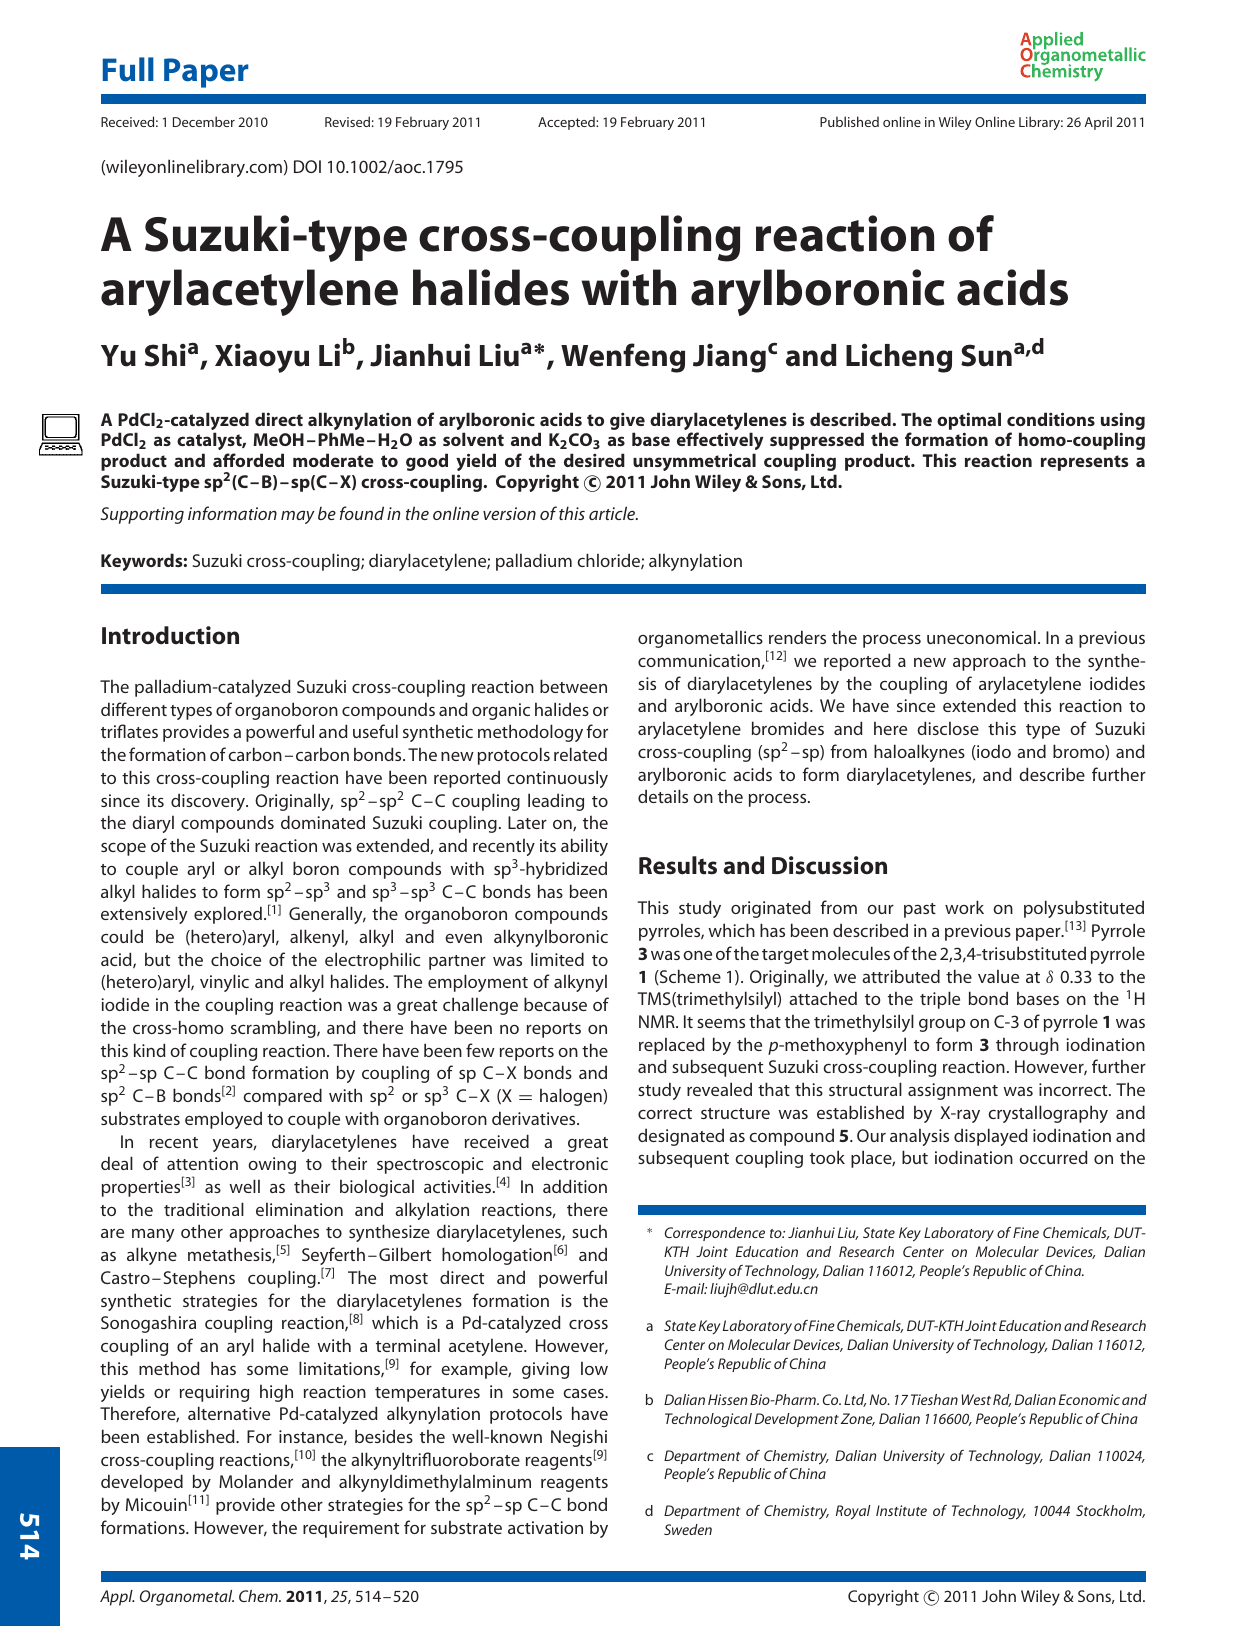 Full Paper
Applied
Organometallic
Chemistry
Received: 1 December 2010
Revised: 19 February 2011
Accepted: 19 February 2011
Published online in Wiley Online Library: 26 April 2011
(wileyonlinelibrary.com) DOI 10.1002/aoc.1795
A Suzuki-type cross-coupling reaction of
arylacetylene halides with arylboronic acids
Yu Shiᵃ, Xiaoyu Liᵇ, Jianhui Liuᵃ*, Wenfeng Jiangᶜ and Licheng Sunᵃ,ᵈ
A PdCl₂-catalyzed direct alkynylation of arylboronic acids to give diarylacetylenes is described. The optimal conditions using
PdCl₂ as catalyst, MeOH–PhMe–H₂O as solvent and K₂CO₃ as base effectively suppressed the formation of homo-coupling
product and afforded moderate to good yield of the desired unsymmetrical coupling product. This reaction represents a
Suzuki-type sp²(C–B)–sp(C–X) cross-coupling. Copyright © 2011 John Wiley & Sons, Ltd.
Supporting information may be found in the online version of this article.
Keywords: Suzuki cross-coupling; diarylacetylene; palladium chloride; alkynylation
Introduction
The palladium-catalyzed Suzuki cross-coupling reaction between
different types of organoboron compounds and organic halides or
triflates provides a powerful and useful synthetic methodology for
the formation of carbon–carbon bonds. The new protocols related
to this cross-coupling reaction have been reported continuously
since its discovery. Originally, sp²–sp² C–C coupling leading to
the diaryl compounds dominated Suzuki coupling. Later on, the
scope of the Suzuki reaction was extended, and recently its ability
to couple aryl or alkyl boron compounds with sp³-hybridized
alkyl halides to form sp²–sp³ and sp³–sp³ C–C bonds has been
extensively explored.[1] Generally, the organoboron compounds
could be (hetero)aryl, alkenyl, alkyl and even alkynylboronic
acid, but the choice of the electrophilic partner was limited to
(hetero)aryl, vinylic and alkyl halides. The employment of alkynyl
iodide in the coupling reaction was a great challenge because of
the cross-homo scrambling, and there have been no reports on
this kind of coupling reaction. There have been few reports on the
sp²–sp C–C bond formation by coupling of sp C–X bonds and
sp² C–B bonds[2] compared with sp² or sp³ C–X (X = halogen)
substrates employed to couple with organoboron derivatives.
In recent years, diarylacetylenes have received a great
deal of attention owing to their spectroscopic and electronic
properties[3] as well as their biological activities.[4] In addition
to the traditional elimination and alkylation reactions, there
are many other approaches to synthesize diarylacetylenes, such
as alkyne metathesis,[5] Seyferth–Gilbert homologation[6] and
Castro–Stephens coupling.[7] The most direct and powerful
synthetic strategies for the diarylacetylenes formation is the
Sonogashira coupling reaction,[8] which is a Pd-catalyzed cross
coupling of an aryl halide with a terminal acetylene. However,
this method has some limitations,[9] for example, giving low
yields or requiring high reaction temperatures in some cases.
Therefore, alternative Pd-catalyzed alkynylation protocols have
been established. For instance, besides the well-known Negishi
cross-coupling reactions,[10] the alkynyltrifluoroborate reagents[9]
developed by Molander and alkynyldimethylalminum reagents
by Micouin[11] provide other strategies for the sp²–sp C–C bond
formations. However, the requirement for substrate activation by
organometallics renders the process uneconomical. In a previous
communication,[12] we reported a new approach to the synthe-
sis of diarylacetylenes by the coupling of arylacetylene iodides
and arylboronic acids. We have since extended this reaction to
arylacetylene bromides and here disclose this type of Suzuki
cross-coupling (sp²–sp) from haloalkynes (iodo and bromo) and
arylboronic acids to form diarylacetylenes, and describe further
details on the process.
Results and Discussion
This study originated from our past work on polysubstituted
pyrroles, which has been described in a previous paper.[13] Pyrrole
3 was one of the target molecules of the 2,3,4-trisubstituted pyrrole
1 (Scheme 1). Originally, we attributed the value at δ 0.33 to the
TMS(trimethylsilyl) attached to the triple bond bases on the ¹H
NMR. It seems that the trimethylsilyl group on C-3 of pyrrole 1 was
replaced by the p-methoxyphenyl to form 3 through iodination
and subsequent Suzuki cross-coupling reaction. However, further
study revealed that this structural assignment was incorrect. The
correct structure was established by X-ray crystallography and
designated as compound 5. Our analysis displayed iodination and
subsequent coupling took place, but iodination occurred on the
* Correspondence to: Jianhui Liu, State Key Laboratory of Fine Chemicals, DUT-
KTH Joint Education and Research Center on Molecular Devices, Dalian
University of Technology, Dalian 116012, People's Republic of China.
E-mail: liujh@dlut.edu.cn
a State Key Laboratory of Fine Chemicals, DUT-KTH Joint Education and Research
Center on Molecular Devices, Dalian University of Technology, Dalian 116012,
People's Republic of China
b Dalian Hissen Bio-Pharm. Co. Ltd, No. 17 Tieshan West Rd, Dalian Economic and
Technological Development Zone, Dalian 116600, People's Republic of China
c Department of Chemistry, Dalian University of Technology, Dalian 110024,
People's Republic of China
d Department of Chemistry, Royal Institute of Technology, 10044 Stockholm,
Sweden
514
Appl. Organometal. Chem. 2011, 25, 514–520
Copyright © 2011 John Wiley & Sons, Ltd.